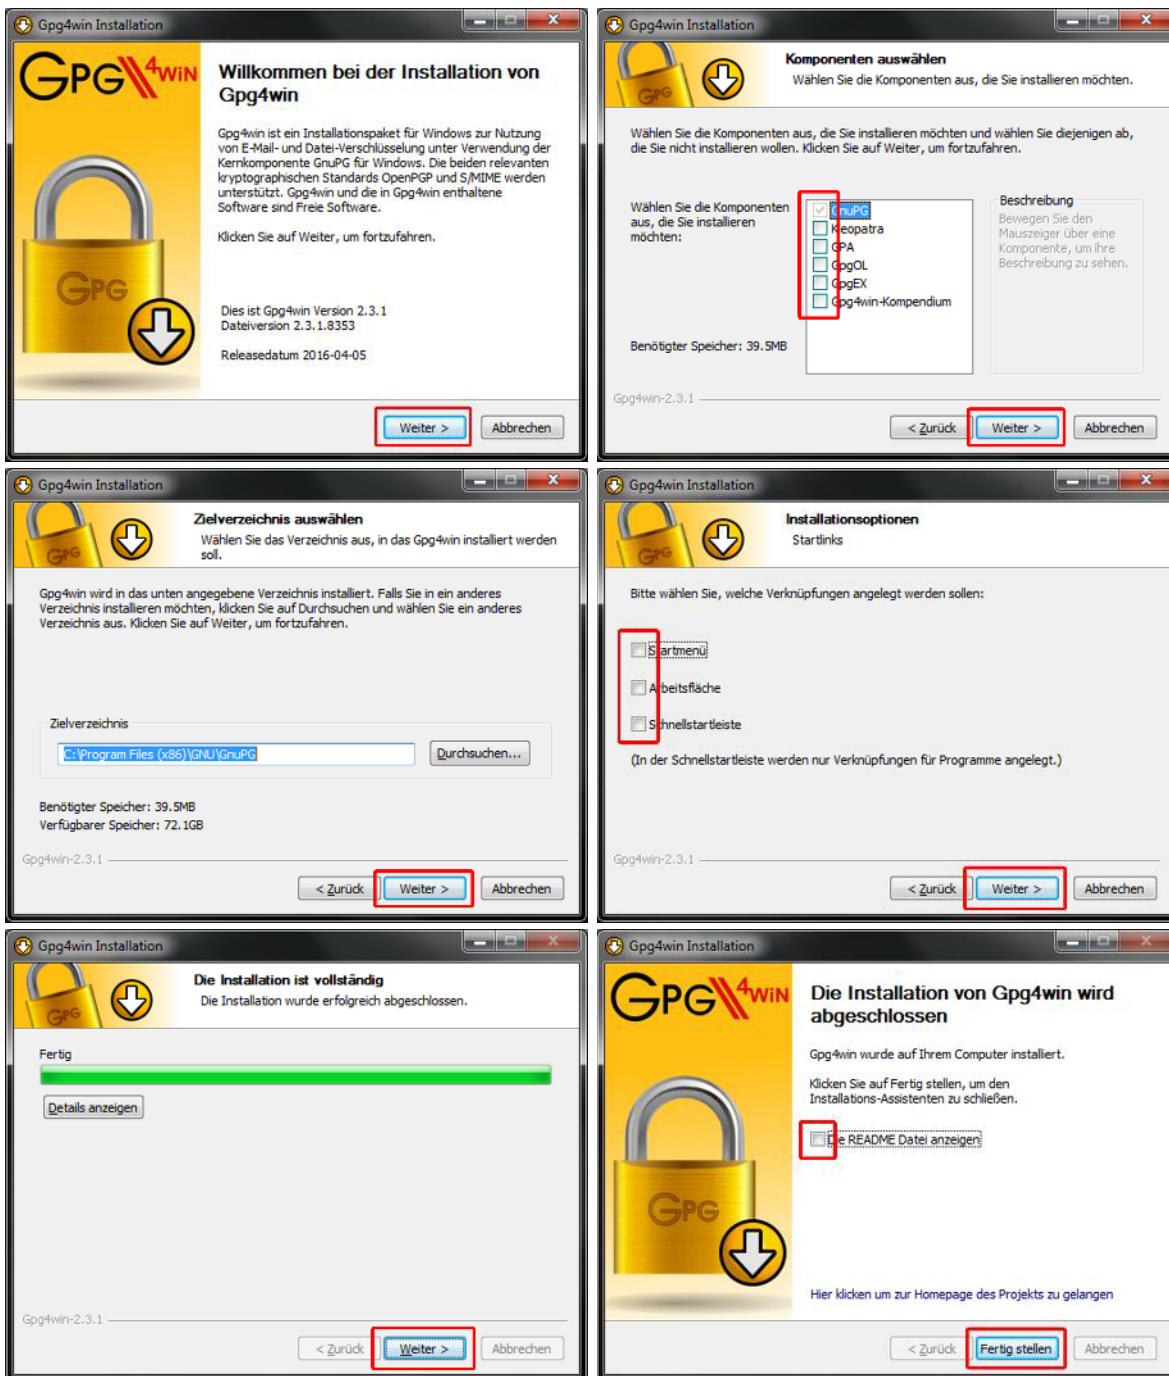 Gpg4win Installation
GPG4WIN
Willkommen bei der Installation von
Gpg4win
Gpg4win ist ein Installationspaket für Windows zur Nutzung
von E-Mail- und Datei-Verschlüsselung unter Verwendung der
Kernkomponente GnuPG für Windows. Die beiden relevanten
kryptographischen Standards OpenPGP und S/MIME werden
unterstützt. Gpg4win und die in Gpg4win enthaltene
Software sind Freie Software.
Klicken Sie auf Weiter, um fortzufahren.
GPG
Dies ist Gpg4win Version 2.3.1
Dateiversion 2.3.1.8353
Releasedatum 2016-04-05
Weiter >
Abbrechen
Gpg4win Installation
GPG
Komponenten auswählen
Wählen Sie die Komponenten aus, die Sie installieren möchten.
Wählen Sie die Komponenten aus, die Sie installieren möchten und wählen Sie diejenigen ab,
die Sie nicht installieren wollen. Klicken Sie auf Weiter, um fortzufahren.
Wählen Sie die Komponenten
aus, die Sie installieren
möchten:
GnuPG
Kleopatra
GPA
GpgOL
GpgEX
Gpg4win-Kompendium
Beschreibung
Bewegen Sie den
Mauszeiger über eine
Komponente, um ihre
Beschreibung zu sehen.
Benötigter Speicher: 39.5MB
Gpg4win-2.3.1
< Zurück
Weiter >
Abbrechen
Gpg4win Installation
GPG
Zielverzeichnis auswählen
Wählen Sie das Verzeichnis aus, in das Gpg4win installiert werden
soll.
Gpg4win wird in das unten angegebene Verzeichnis installiert. Falls Sie in ein anderes
Verzeichnis installieren möchten, klicken Sie auf Durchsuchen und wählen Sie ein anderes
Verzeichnis aus. Klicken Sie auf Weiter, um fortzufahren.
Zielverzeichnis
C:\Program Files (x86)\GNU\GnuPG
Durchsuchen...
Benötigter Speicher: 39.5MB
Verfügbarer Speicher: 72.1GB
Gpg4win-2.3.1
< Zurück
Weiter >
Abbrechen
Gpg4win Installation
GPG
Installationsoptionen
Startlinks
Bitte wählen Sie, welche Verknüpfungen angelegt werden sollen:
Startmenü
Arbeitsfläche
Schnellstartleiste
(In der Schnellstartleiste werden nur Verknüpfungen für Programme angelegt.)
Gpg4win-2.3.1
< Zurück
Weiter >
Abbrechen
Gpg4win Installation
GPG
Die Installation ist vollständig
Die Installation wurde erfolgreich abgeschlossen.
Fertig
Details anzeigen
Gpg4win-2.3.1
< Zurück
Weiter >
Abbrechen
Gpg4win Installation
GPG4WIN
Die Installation von Gpg4win wird
abgeschlossen
Gpg4win wurde auf Ihrem Computer installiert.
Klicken Sie auf Fertig stellen, um den
Installations-Assistenten zu schließen.
Die README Datei anzeigen
GPG
Hier klicken um zur Homepage des Projekts zu gelangen
< Zurück
Fertig stellen
Abbrechen